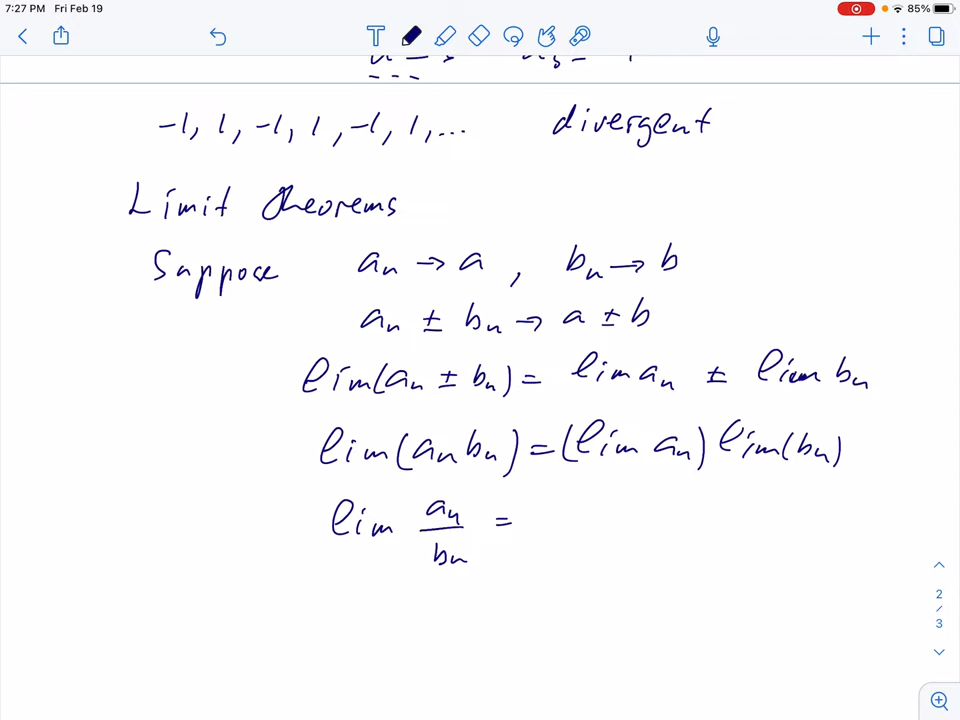 7:27 PM Fri Feb 19
85%
-1, 1, -1, 1, -1, 1, ... divergent
Limit theorems
Suppose aₙ → a , bₙ → b
aₙ ± bₙ → a ± b
lim(aₙ ± bₙ) = lim aₙ ± lim bₙ
lim(aₙ bₙ) = (lim aₙ) lim(bₙ)
lim aₙ/bₙ =
2
/
3